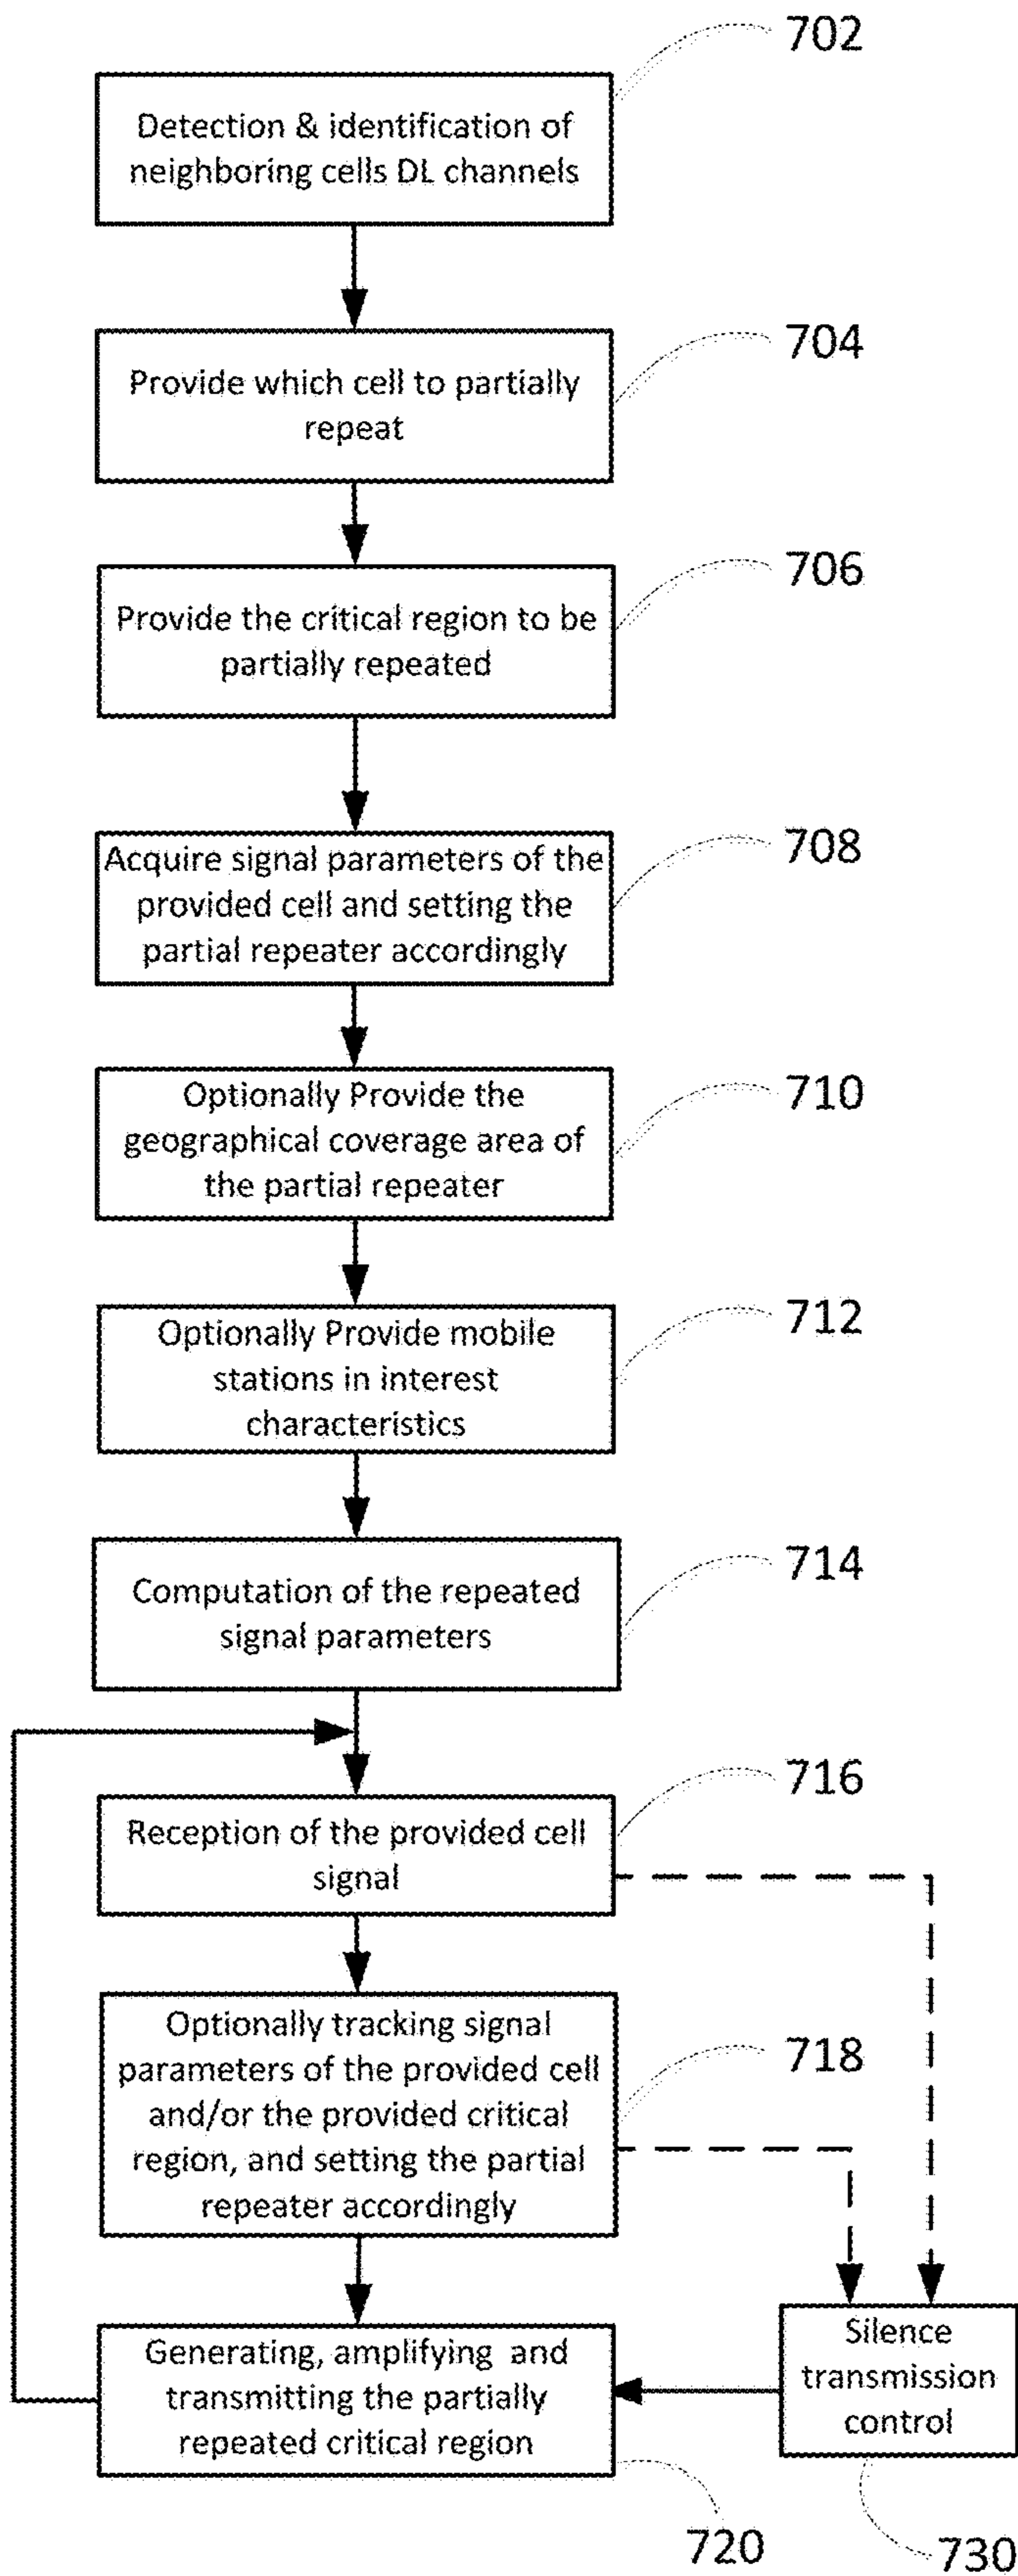 702
Detection & identification of
neighboring cells DL channels
704
Provide which cell to partially
repeat
706
Provide the critical region to be
partially repeated
708
Acquire signal parameters of the
provided cell and setting the
partial repeater accordingly
710
Optionally Provide the
geographical coverage area of
the partial repeater
712
Optionally Provide mobile
stations in interest
characteristics
714
Computation of the repeated
signal parameters
716
Reception of the provided cell
signal
718
Optionally tracking signal
parameters of the provided cell
and/or the provided critical
region, and setting the partial
repeater accordingly
Generating, amplifying and
transmitting the partially
repeated critical region
720
Silence
transmission
control
730